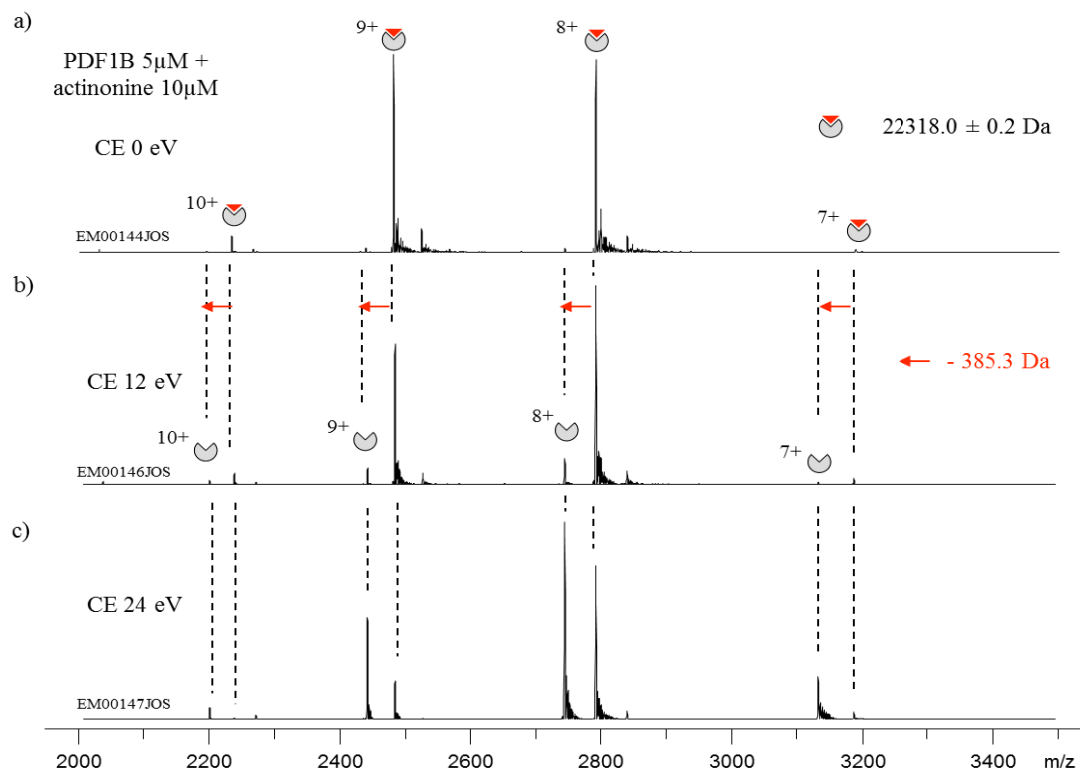 a)
PDF1B 5µM +
actinonine 10µM
CE 0 eV
10+
9+
8+
7+
22318.0 ± 0.2 Da
EM00144JOS
b)
CE 12 eV
10+
9+
8+
7+
- 385.3 Da
EM00146JOS
c)
CE 24 eV
EM00147JOS
2000 2200 2400 2600 2800 3000 3200 3400 m/z